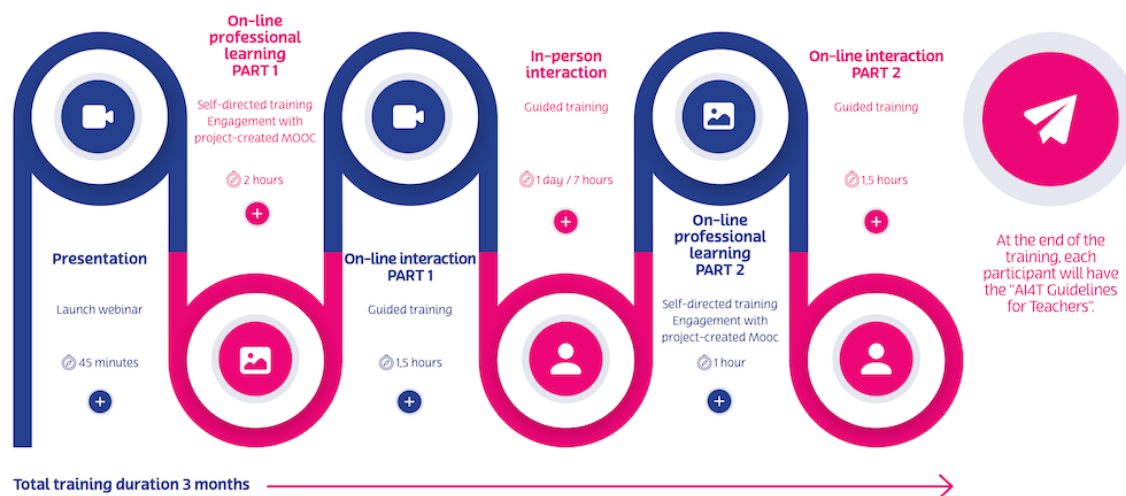 On-line
professional
learning
PART 1
Self-directed training
Engagement with
project-created MOOC
2 hours
In-person
interaction
Guided training
1 day / 7 hours
On-line interaction
PART 2
Guided training
1,5 hours
Presentation
Launch webinar
45 minutes
On-line interaction
PART 1
Guided training
1,5 hours
On-line
professional
learning
PART 2
Self-directed training
Engagement with
project-created Mooc
1 hour
At the end of the
training, each
participant will have
the "AI4T Guidelines
for Teachers".
Total training duration 3 months